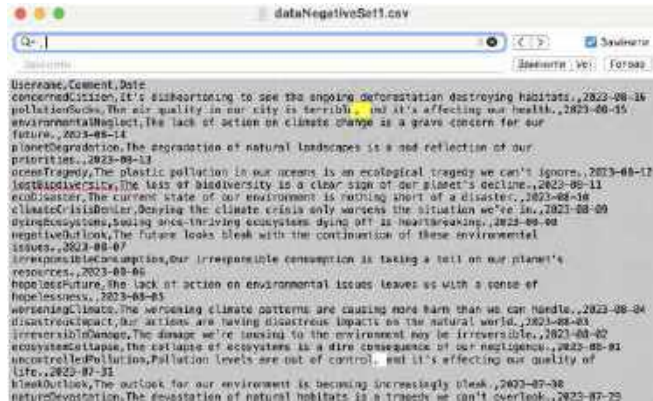 dataNegativeSet1.csv
,
Замінити
Замінити
Замінити
Усі
Готово
Username,Comment,Date
concernedCitizen,It's disheartening to see the ongoing deforestation destroying habitats.,2023-08-16
pollutionSucks,The air quality in our city is terrible, and it's affecting our health.,2023-08-15
environmentalNeglect,The lack of action on climate change is a grave concern for our
future.,2023-08-14
planetDegradation,The degradation of natural landscapes is a sad reflection of our
priorities.,2023-08-13
oceanTragedy,The plastic pollution in our oceans is an ecological tragedy we can't ignore.,2023-08-12
lostBiodiversity,The loss of biodiversity is a clear sign of our planet's decline.,2023-08-11
ecoDisaster,The current state of our environment is nothing short of a disaster.,2023-08-10
climateCrisisDenier,Denying the climate crisis only worsens the situation we're in.,2023-08-09
dyingEcosystems,Seeing once-thriving ecosystems dying off is heartbreaking.,2023-08-08
negativeOutlook,The future looks bleak with the continuation of these environmental
issues.,2023-08-07
irresponsibleConsumption,Our irresponsible consumption is taking a toll on our planet's
resources.,2023-08-06
hopelessFuture,The lack of action on environmental issues leaves us with a sense of
hopelessness.,2023-08-05
worseningClimate,The worsening climate patterns are causing more harm than we can handle.,2023-08-04
disastrousImpact,Our actions are having disastrous impacts on the natural world.,2023-08-03
irreversibleDamage,The damage we're causing to the environment may be irreversible.,2023-08-02
ecosystemCollapse,The collapse of ecosystems is a dire consequence of our negligence.,2023-08-01
uncontrolledPollution,Pollution levels are out of control, and it's affecting our quality of
life.,2023-07-31
bleakOutlook,The outlook for our environment is becoming increasingly bleak.,2023-07-30
natureDevastation,The devastation of natural habitats is a tragedy we can't overlook.,2023-07-29